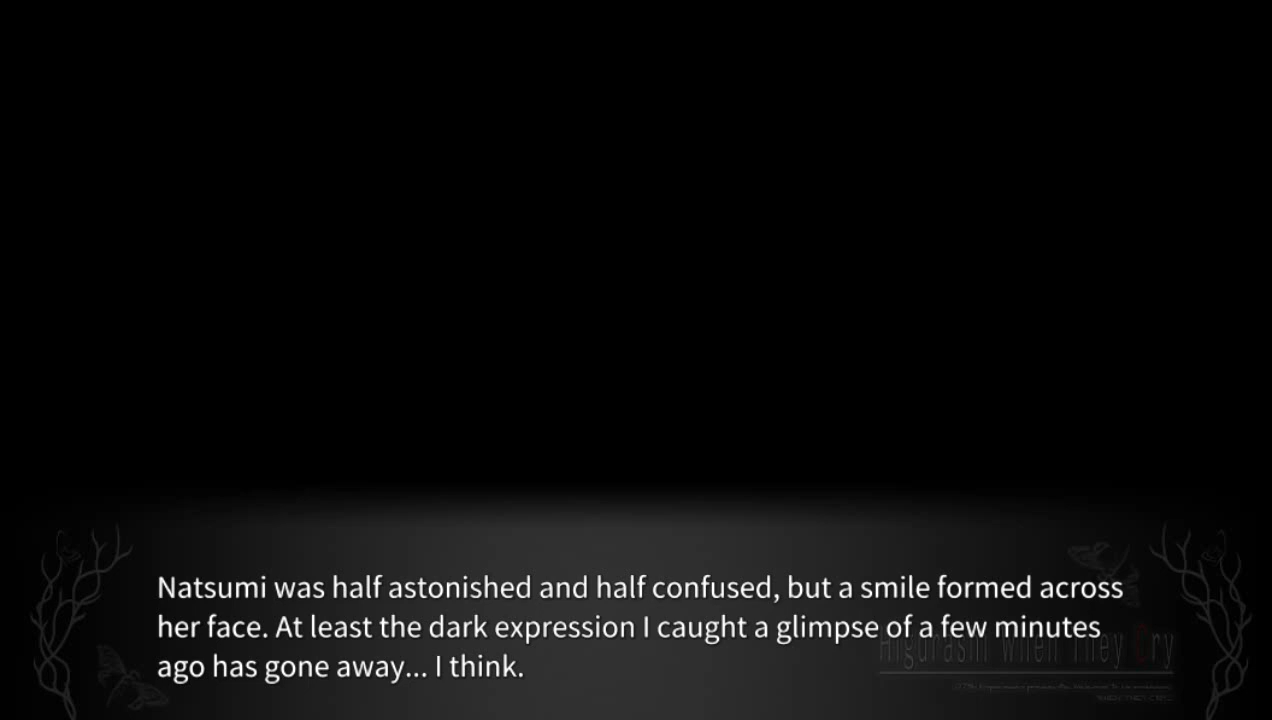 Natsumi was half astonished and half confused, but a smile formed across
her face. At least the dark expression I caught a glimpse of a few minutes
ago has gone away... I think.
Higurashi When They Cry